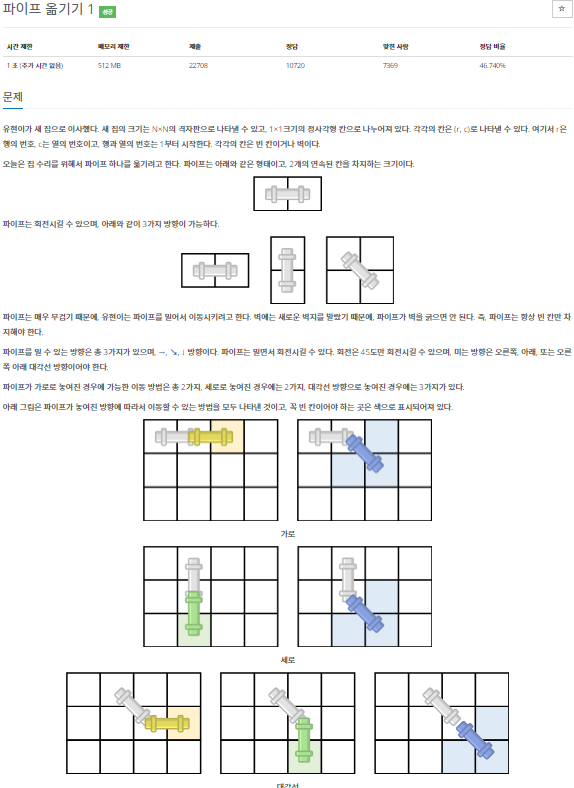 파이프 옮기기 1 성공
☆
시간 제한 메모리 제한 제출 정답 맞힌 사람 정답 비율
1 초 (추가 시간 없음) 512 MB 22708 10720 7369 46.740%
문제
유현이가 새 집으로 이사했다. 새 집의 크기는 N×N의 격자판으로 나타낼 수 있고, 1×1크기의 정사각형 칸으로 나누어져 있다. 각각의 칸은 (r, c)로 나타낼 수 있다. 여기서 r은
행의 번호, c는 열의 번호이고, 행과 열의 번호는 1부터 시작한다. 각각의 칸은 빈 칸이거나 벽이다.
오늘은 집 수리를 위해서 파이프 하나를 옮기려고 한다. 파이프는 아래와 같은 형태이고, 2개의 연속된 칸을 차지하는 크기이다.
파이프는 회전시킬 수 있으며, 아래와 같이 3가지 방향이 가능하다.
파이프는 매우 무겁기 때문에, 유현이는 파이프를 밀어서 이동시키려고 한다. 벽에는 새로운 벽지를 발랐기 때문에, 파이프가 벽을 긁으면 안 된다. 즉, 파이프는 항상 빈 칸만 차
지해야 한다.
파이프를 밀 수 있는 방향은 총 3가지가 있으며, →, ↘, ↓ 방향이다. 파이프는 밀면서 회전시킬 수 있다. 회전은 45도만 회전시킬 수 있으며, 미는 방향은 오른쪽, 아래, 또는 오른
쪽 아래 대각선 방향이어야 한다.
파이프가 가로로 놓여진 경우에 가능한 이동 방법은 총 2가지, 세로로 놓여진 경우에는 2가지, 대각선 방향으로 놓여진 경우에는 3가지가 있다.
아래 그림은 파이프가 놓여진 방향에 따라서 이동할 수 있는 방법을 모두 나타낸 것이고, 꼭 빈 칸이어야 하는 곳은 색으로 표시되어져 있다.
가로
세로
대각선